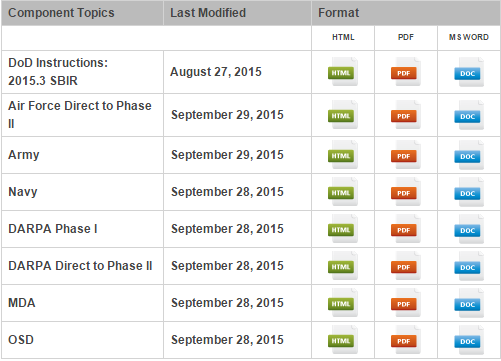 Component Topics Last Modified Format
HTML PDF MS WORD
DoD Instructions:
2015.3 SBIR August 27, 2015 HTML PDF DOC
Air Force Direct to Phase
II September 29, 2015 HTML PDF DOC
Army September 29, 2015 HTML PDF DOC
Navy September 28, 2015 HTML PDF DOC
DARPA Phase I September 28, 2015 HTML PDF DOC
DARPA Direct to Phase II September 28, 2015 HTML PDF DOC
MDA September 28, 2015 HTML PDF DOC
OSD September 28, 2015 HTML PDF DOC